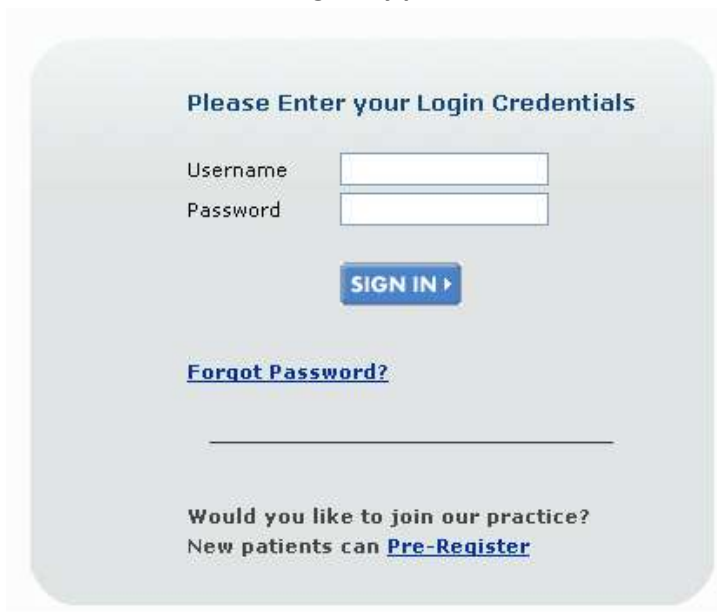 Please Enter your Login Credentials
Username
Password
SIGN IN
Forgot Password?
Would you like to join our practice?
New patients can Pre-Register